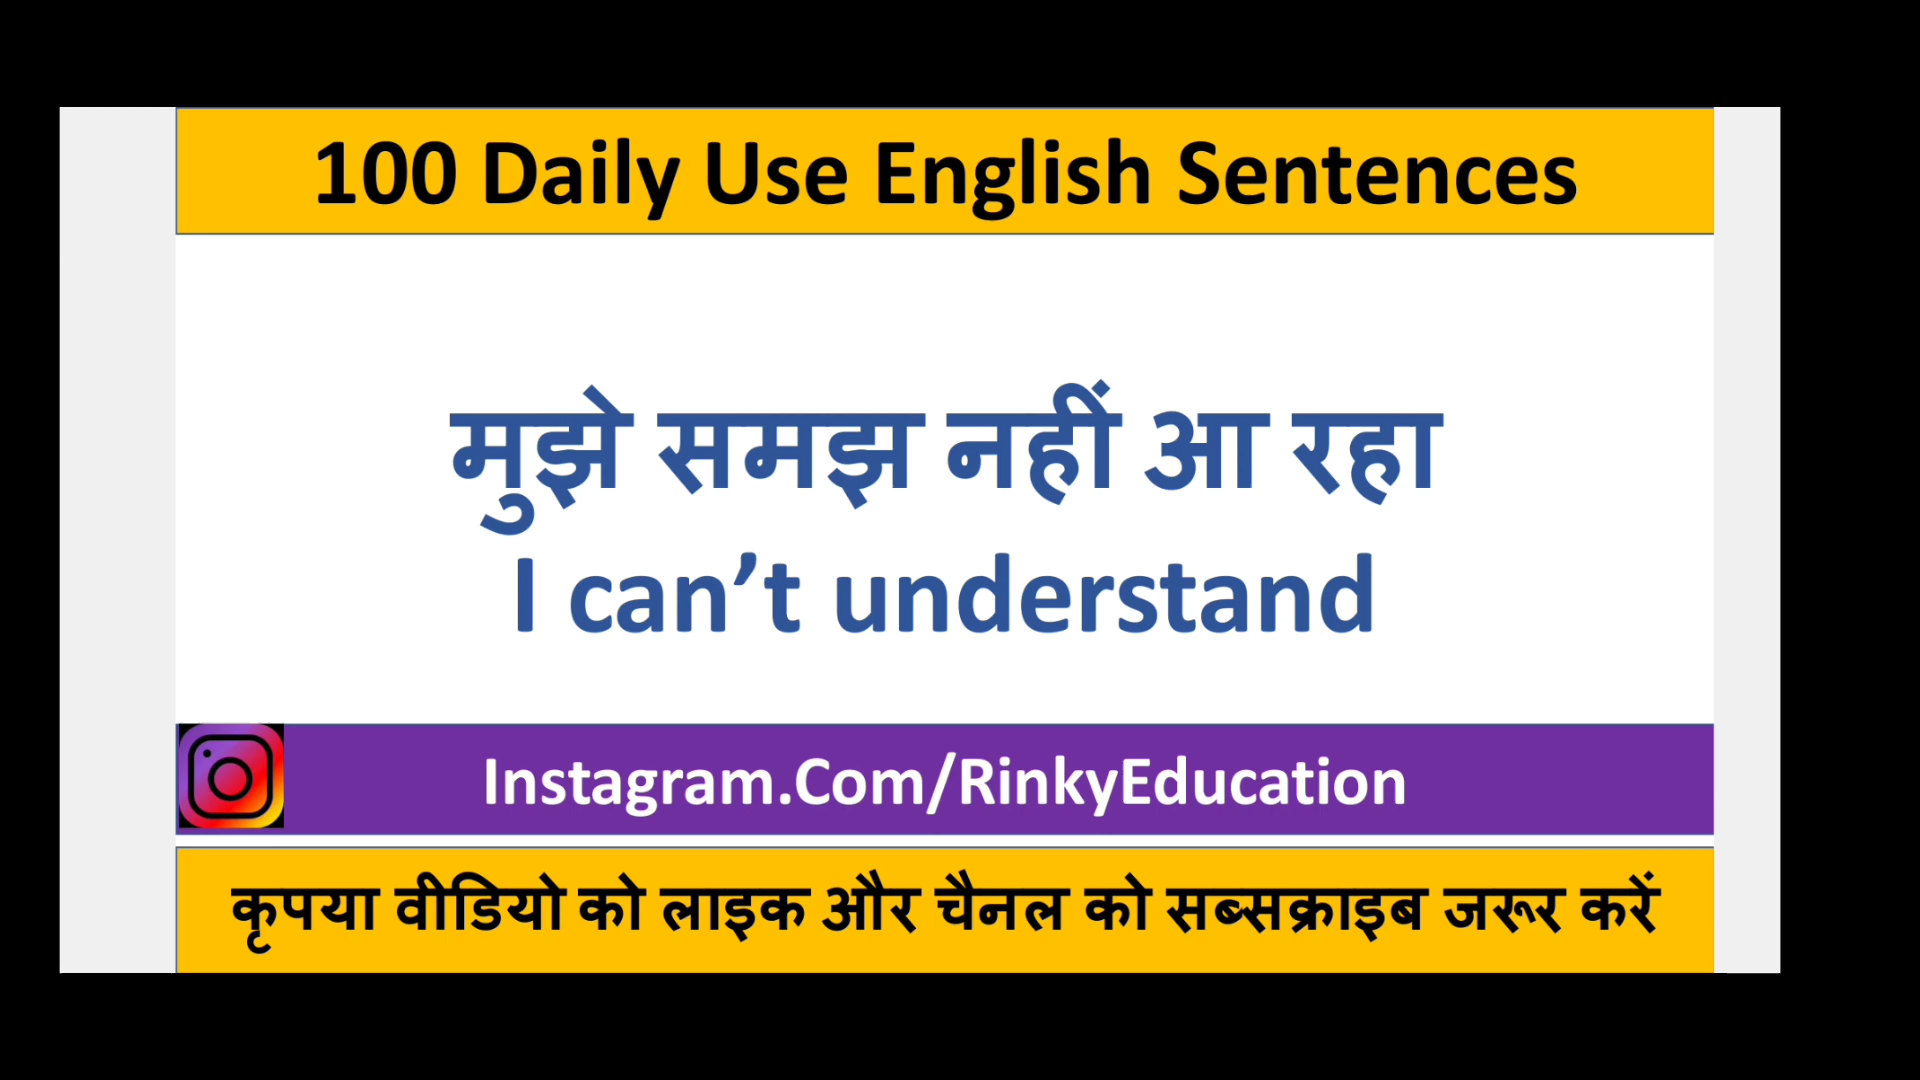 100 Daily Use English Sentences
मुझे समझ नहीं आ रहा
I can’t understand
Instagram.Com/RinkyEducation
कृपया वीडियो को लाइक और चैनल को सब्सक्राइब जरूर करें